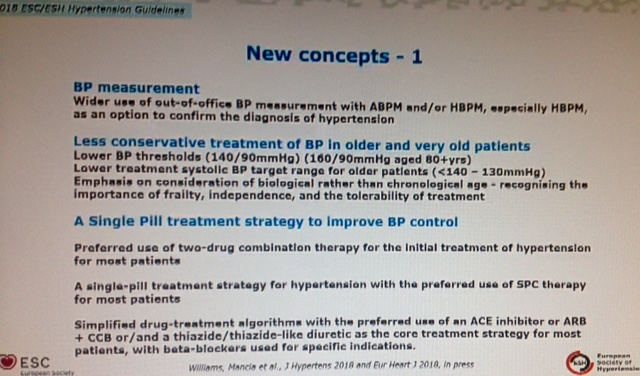 018 ESC/ESH Hypertension Guidelines
New concepts - 1
BP measurement
Wider use of out-of-office BP measurement with ABPM and/or HBPM, especially HBPM,
as an option to confirm the diagnosis of hypertension
Less conservative treatment of BP in older and very old patients
Lower BP thresholds (140/90mmHg) (160/90mmHg aged 80+yrs)
Lower treatment systolic BP target range for older patients (<140 - 130mmHg)
Emphasis on consideration of biological rather than chronological age - recognising the
importance of frailty, independence, and the tolerability of treatment
A Single Pill treatment strategy to improve BP control
Preferred use of two-drug combination therapy for the initial treatment of hypertension
for most patients
A single-pill treatment strategy for hypertension with the preferred use of SPC therapy
for most patients
Simplified drug-treatment algorithms with the preferred use of an ACE inhibitor or ARB
+ CCB or/and a thiazide/thiazide-like diuretic as the core treatment strategy for most
patients, with beta-blockers used for specific indications.
ESC
European Society
Williams, Mancia et al., J Hypertens 2018 and Eur Heart J 2018, in press
ESH
European
Society of
Hypertension